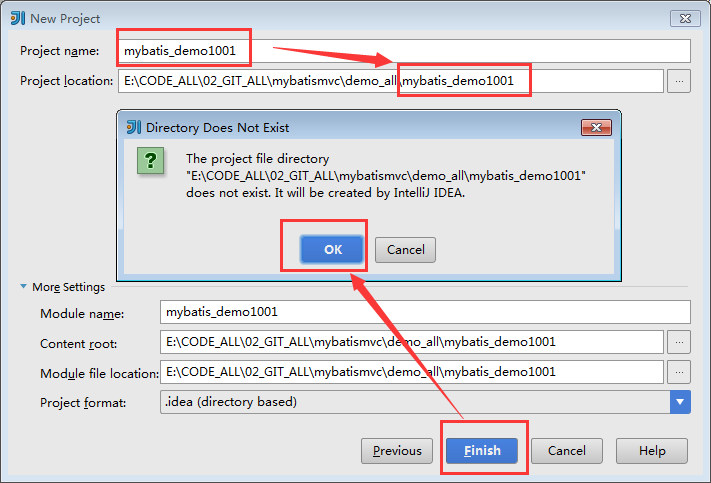 New Project
Project name: mybatis_demo1001
Project location: E:\CODE_ALL\02_GIT_ALL\mybatismvc\demo_all\mybatis_demo1001 ...
Directory Does Not Exist
?
The project file directory
"E:\CODE_ALL\02_GIT_ALL\mybatismvc\demo_all\mybatis_demo1001"
does not exist. It will be created by IntelliJ IDEA.
OK Cancel
More Settings
Module name: mybatis_demo1001
Content root: E:\CODE_ALL\02_GIT_ALL\mybatismvc\demo_all\mybatis_demo1001 ...
Module file location: E:\CODE_ALL\02_GIT_ALL\mybatismvc\demo_all\mybatis_demo1001 ...
Project format: .idea (directory based)
Previous Finish Cancel Help